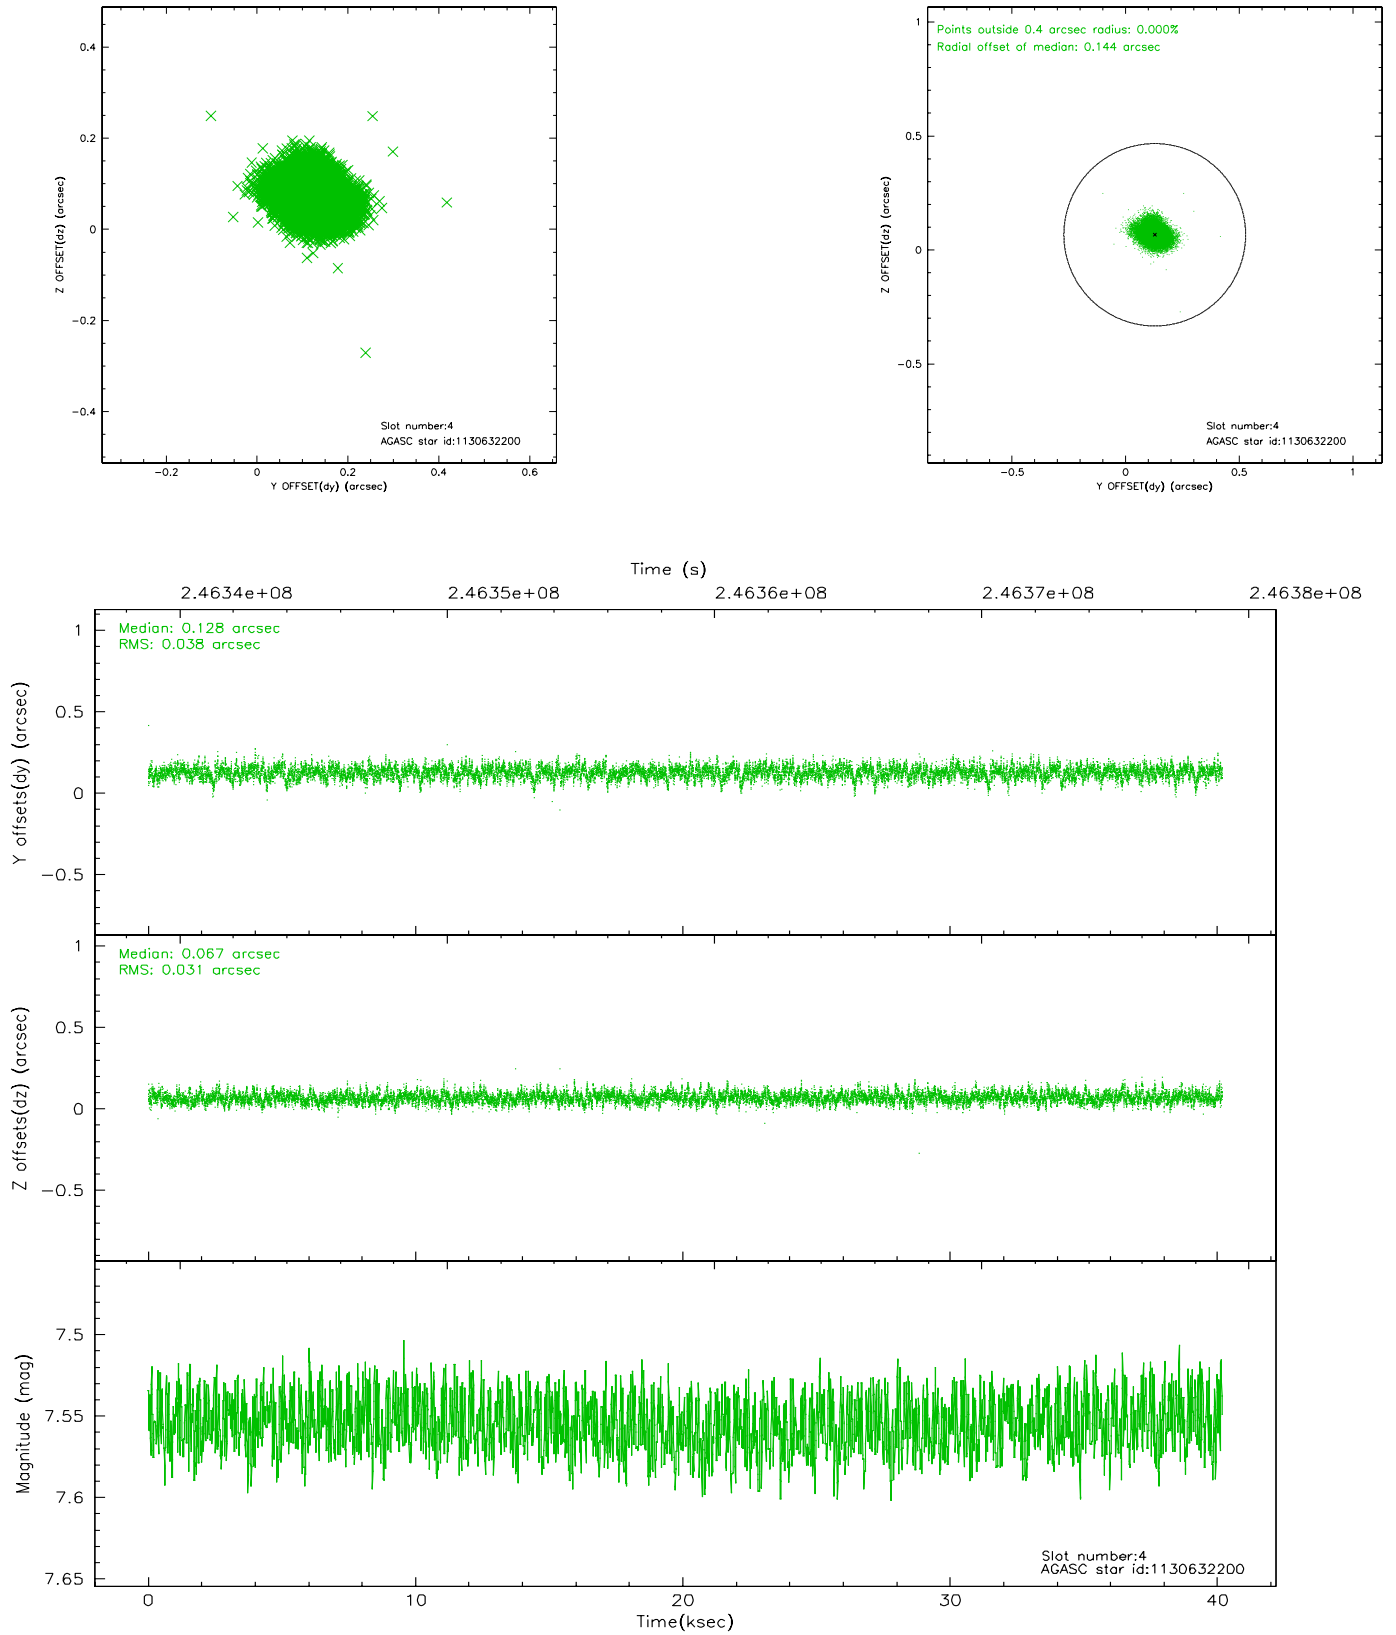 0.4
0.2
0
-0.2
-0.4
Z OFFSET(dz) (arcsec)
-0.2
0
0.2
0.4
0.6
Y OFFSET(dy) (arcsec)
Slot number:4
AGASC star id:1130632200
Points outside 0.4 arcsec radius: 0.000%
Radial offset of median: 0.144 arcsec
1
0.5
0
-0.5
Z OFFSET(dz) (arcsec)
-0.5
0
0.5
1
Y OFFSET(dy) (arcsec)
Slot number:4
AGASC star id:1130632200
Time (s)
2.4634e+08
2.4635e+08
2.4636e+08
2.4637e+08
2.4638e+08
Median: 0.128 arcsec
RMS: 0.038 arcsec
1
0.5
0
-0.5
Y offsets(dy) (arcsec)
Median: 0.067 arcsec
RMS: 0.031 arcsec
1
0.5
0
-0.5
Z offsets(dz) (arcsec)
7.5
7.55
7.6
7.65
Magnitude (mag)
Slot number:4
AGASC star id:1130632200
0
10
20
30
40
Time(ksec)